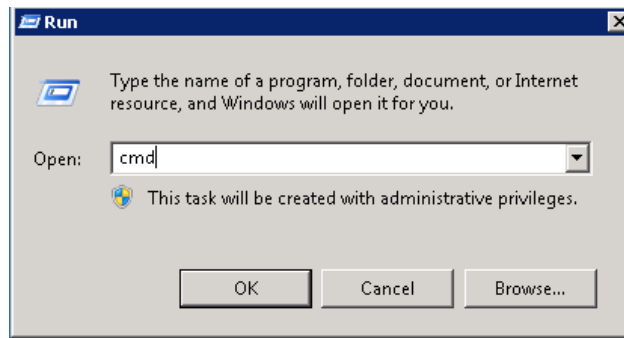 Run
Type the name of a program, folder, document, or Internet
resource, and Windows will open it for you.
Open:
cmd
This task will be created with administrative privileges.
OK
Cancel
Browse...